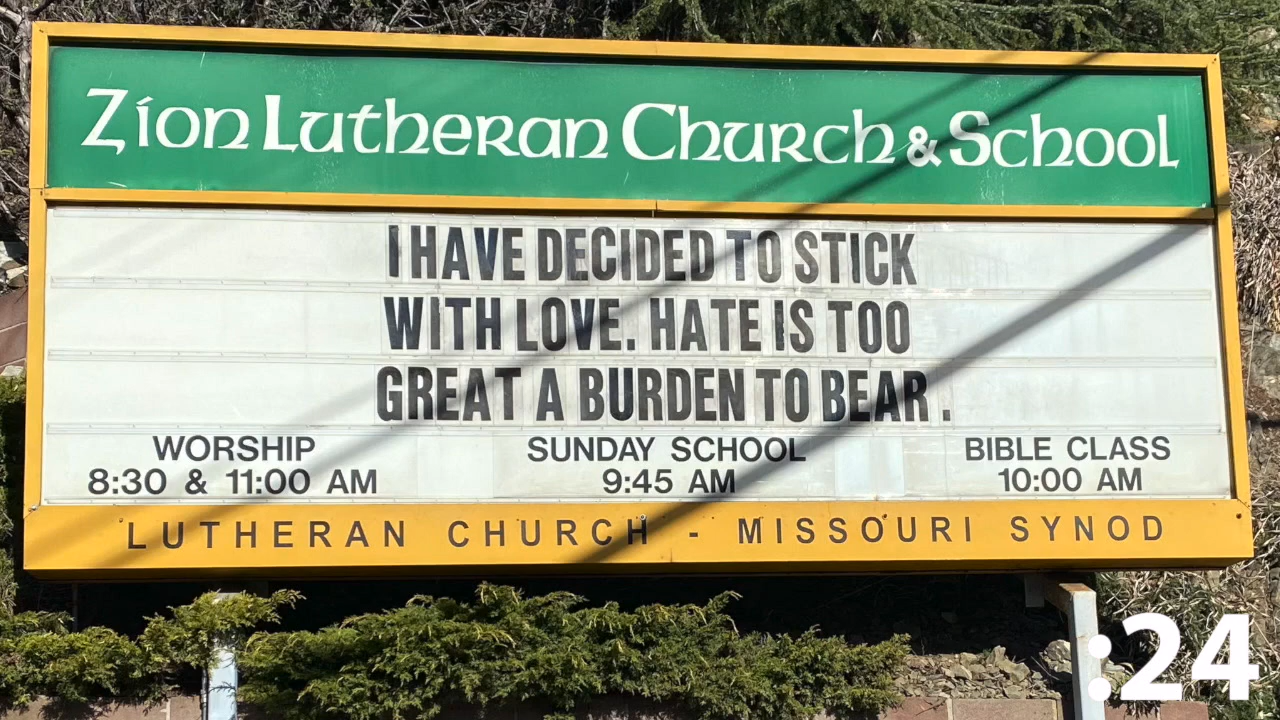 Zion Lutheran Church & School
I HAVE DECIDED TO STICK
WITH LOVE. HATE IS TOO
GREAT A BURDEN TO BEAR.
WORSHIP SUNDAY SCHOOL BIBLE CLASS
8:30 & 11:00 AM 9:45 AM 10:00 AM
LUTHERAN CHURCH - MISSOURI SYNOD
:24